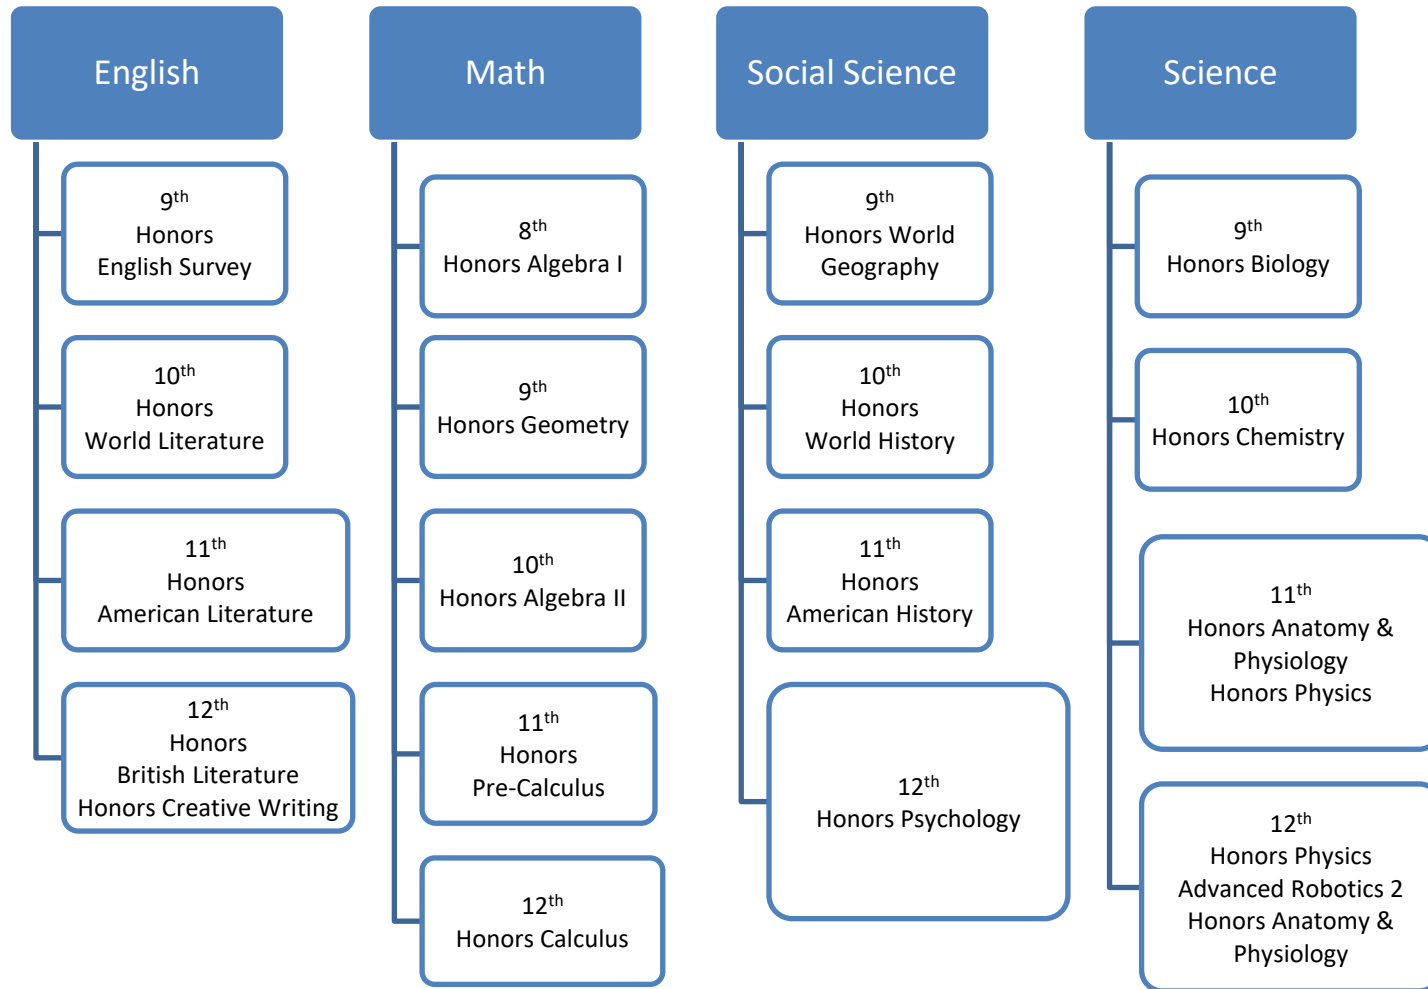 English
9th
Honors
English Survey
10th
Honors
World Literature
11th
Honors
American Literature
12th
Honors
British Literature
Honors Creative Writing
Math
8th
Honors Algebra I
9th
Honors Geometry
10th
Honors Algebra II
11th
Honors
Pre-Calculus
12th
Honors Calculus
Social Science
9th
Honors World
Geography
10th
Honors
World History
11th
Honors
American History
12th
Honors Psychology
Science
9th
Honors Biology
10th
Honors Chemistry
11th
Honors Anatomy &
Physiology
Honors Physics
12th
Honors Physics
Advanced Robotics 2
Honors Anatomy &
Physiology